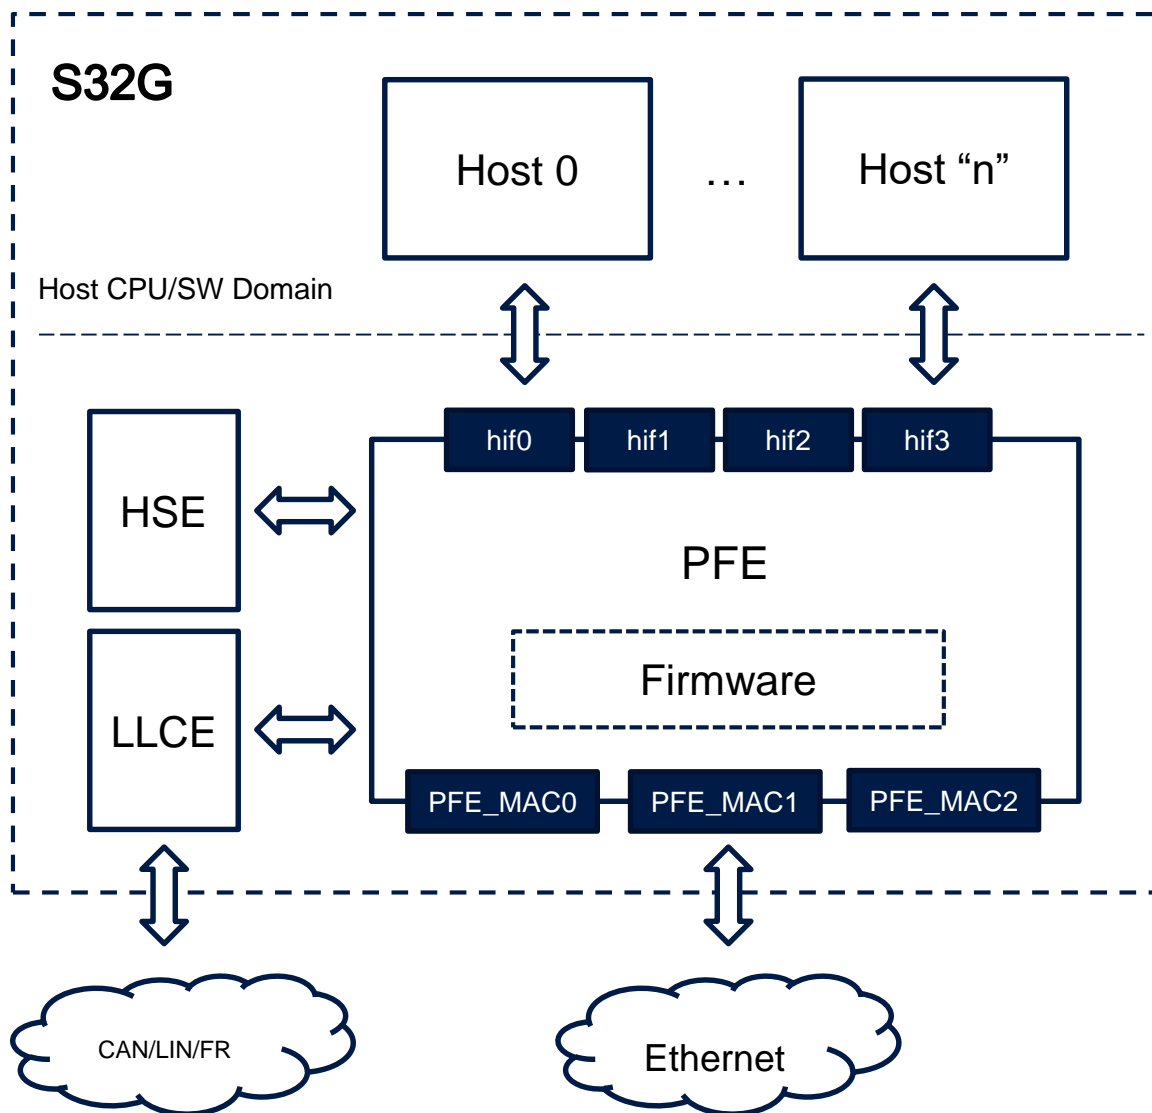 S32G
Host 0
...
Host “n”
Host CPU/SW Domain
hif0
hif1
hif2
hif3
HSE
PFE
Firmware
LLCE
PFE_MAC0
PFE_MAC1
PFE_MAC2
CAN/LIN/FR
Ethernet